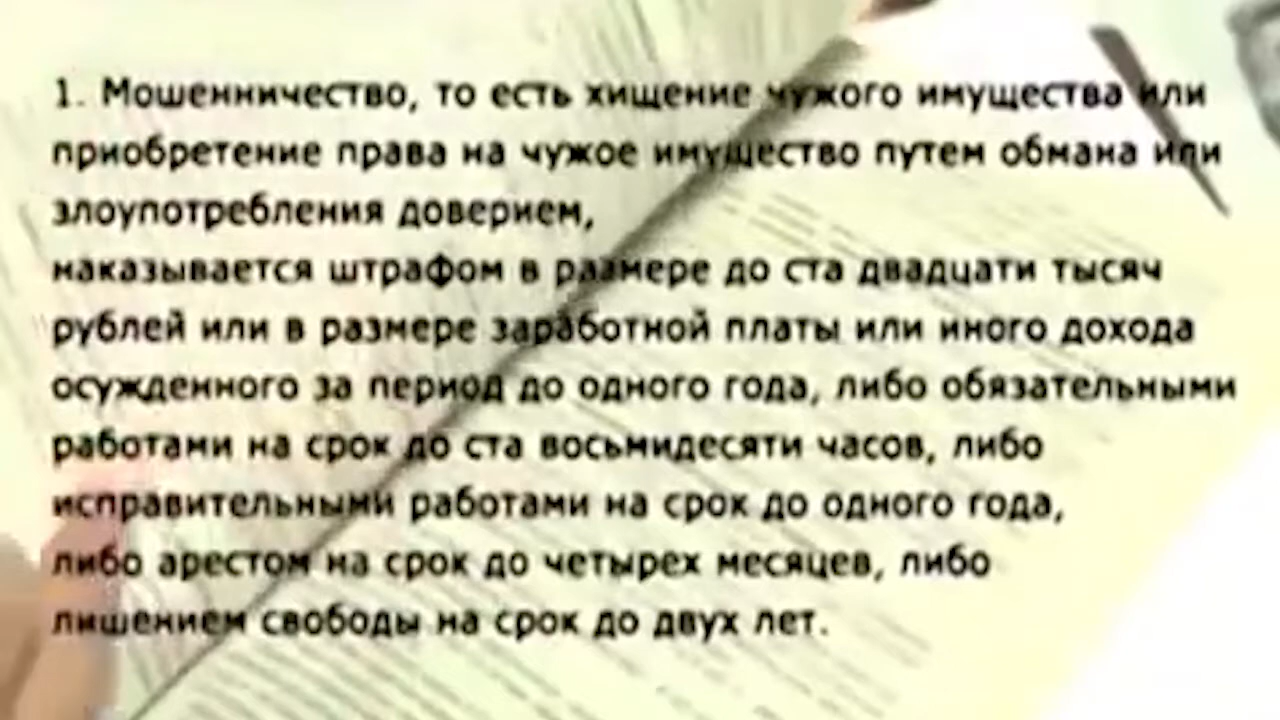 1. Мошенничество, то есть хищение чужого имущества или
приобретение права на чужое имущество путем обмана или
злоупотребления доверием,
наказывается штрафом в размере до ста двадцати тысяч
рублей или в размере заработной платы или иного дохода
осужденного за период до одного года, либо обязательными
работами на срок до ста восьмидесяти часов, либо
исправительными работами на срок до одного года,
либо арестом на срок до четырех месяцев, либо
лишением свободы на срок до двух лет.